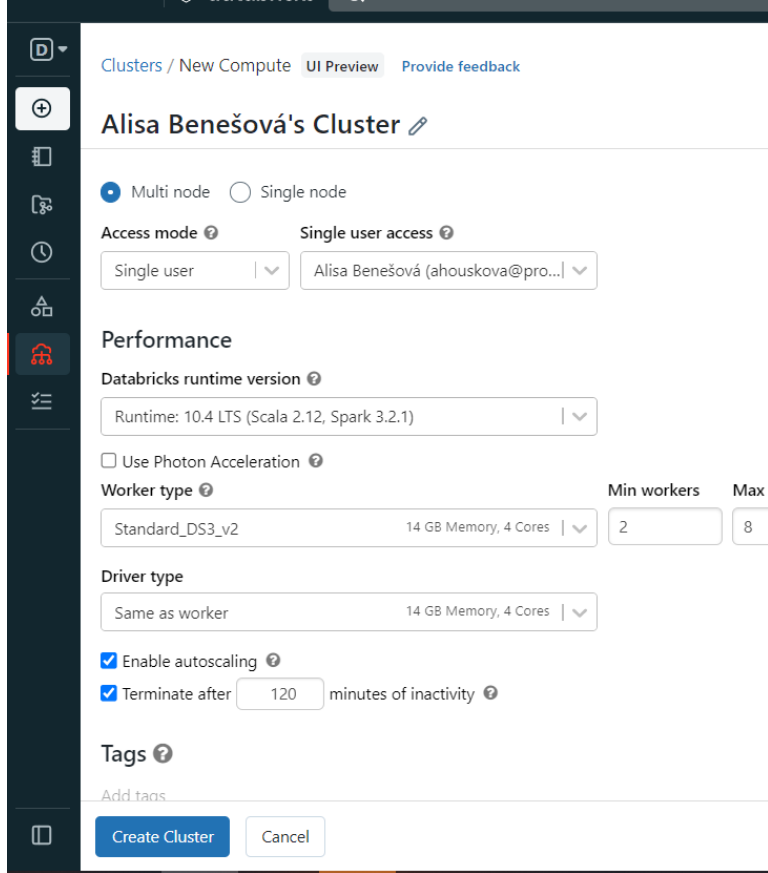 D
Clusters / New Compute UI Preview Provide feedback
Alisa Benešová's Cluster
Multi node Single node
Access mode Single user access
Single user Alisa Benešová (ahouskova@pro...
Performance
Databricks runtime version
Runtime: 10.4 LTS (Scala 2.12, Spark 3.2.1)
Use Photon Acceleration
Worker type Min workers Max
Standard_DS3_v2 14 GB Memory, 4 Cores 2 8
Driver type
Same as worker 14 GB Memory, 4 Cores
Enable autoscaling
Terminate after 120 minutes of inactivity
Tags
Add tags
Create Cluster Cancel